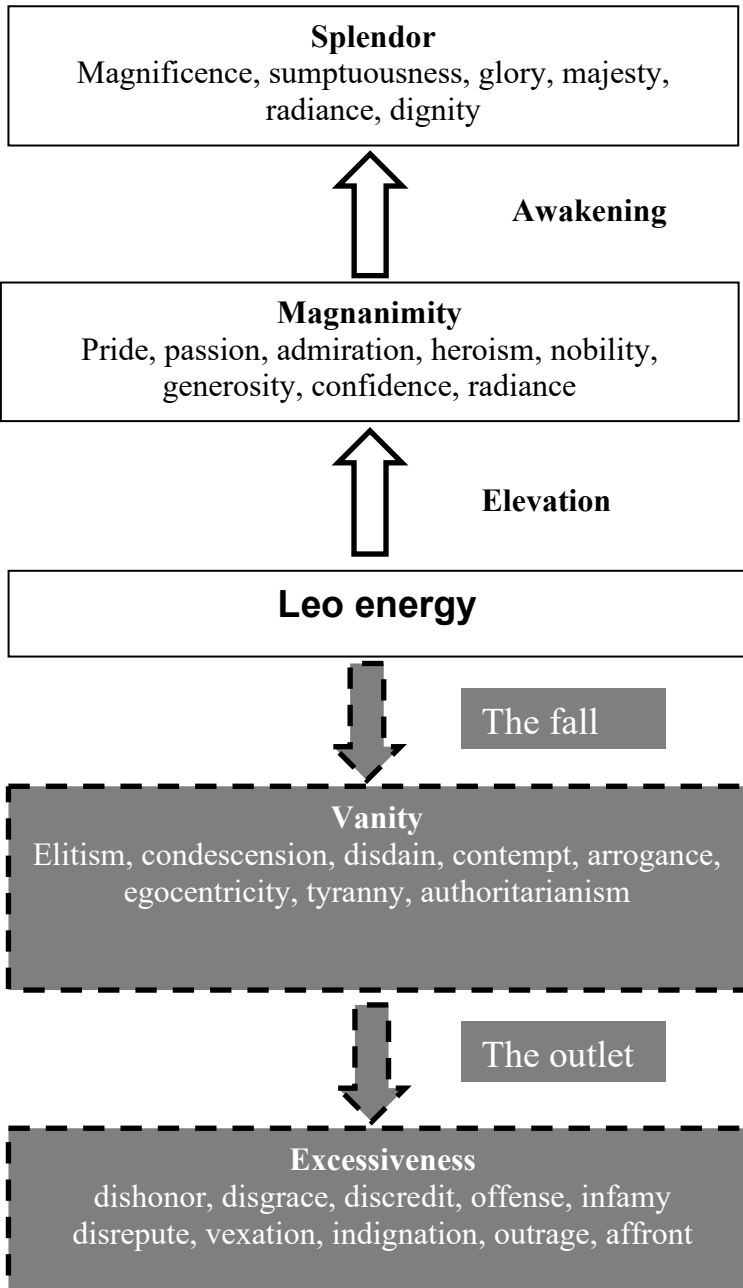 Splendor
Magnificence, sumptuousness, glory, majesty,
radiance, dignity
Awakening
Magnanimity
Pride, passion, admiration, heroism, nobility,
generosity, confidence, radiance
Elevation
Leo energy
The fall
Vanity
Elitism, condescension, disdain, contempt, arrogance,
egocentricity, tyranny, authoritarianism
The outlet
Excessiveness
dishonor, disgrace, discredit, offense, infamy
disrepute, vexation, indignation, outrage, affront